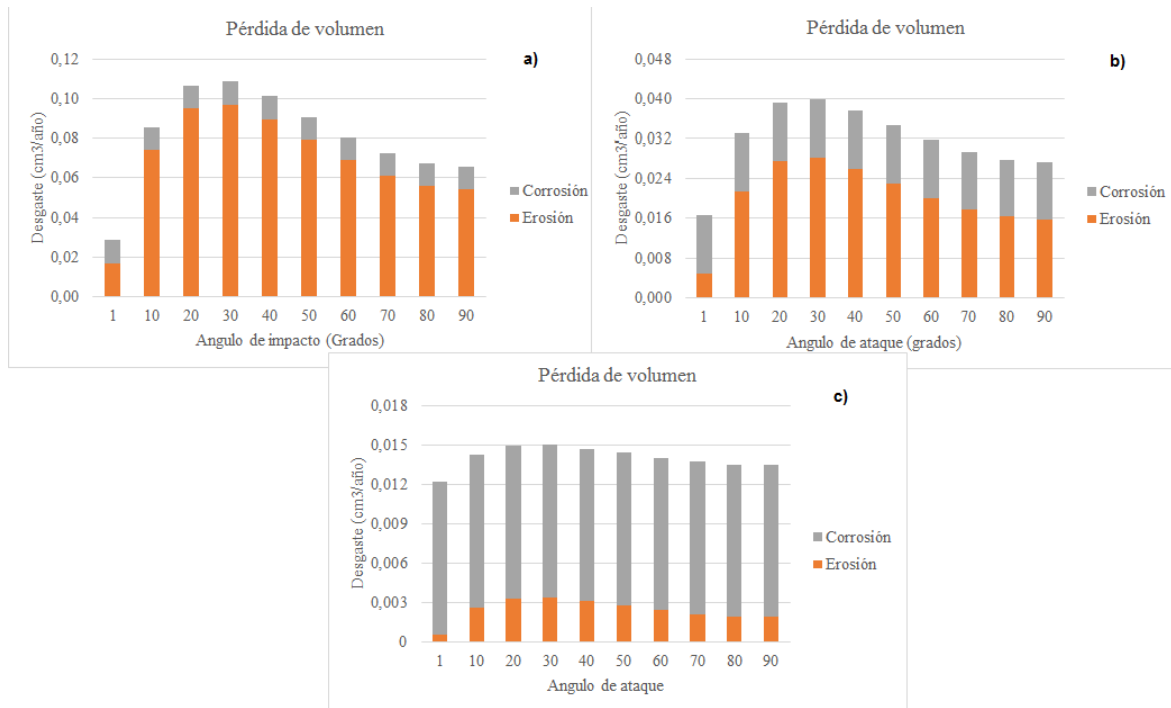 Pérdida de volumen
a)
Desgaste (cm3/año)
0,12
0,10
0,08
0,06
0,04
0,02
0,00
1 10 20 30 40 50 60 70 80 90
Angulo de impacto (Grados)
Corrosión
Erosión
Pérdida de volumen
b)
Desgaste (cm3/año)
0,048
0,040
0,032
0,024
0,016
0,008
0,000
1 10 20 30 40 50 60 70 80 90
Angulo de ataque (grados)
Corrosión
Erosión
Pérdida de volumen
c)
Desgaste (cm3/año)
0,018
0,015
0,012
0,009
0,006
0,003
0
1 10 20 30 40 50 60 70 80 90
Angulo de ataque
Corrosión
Erosión